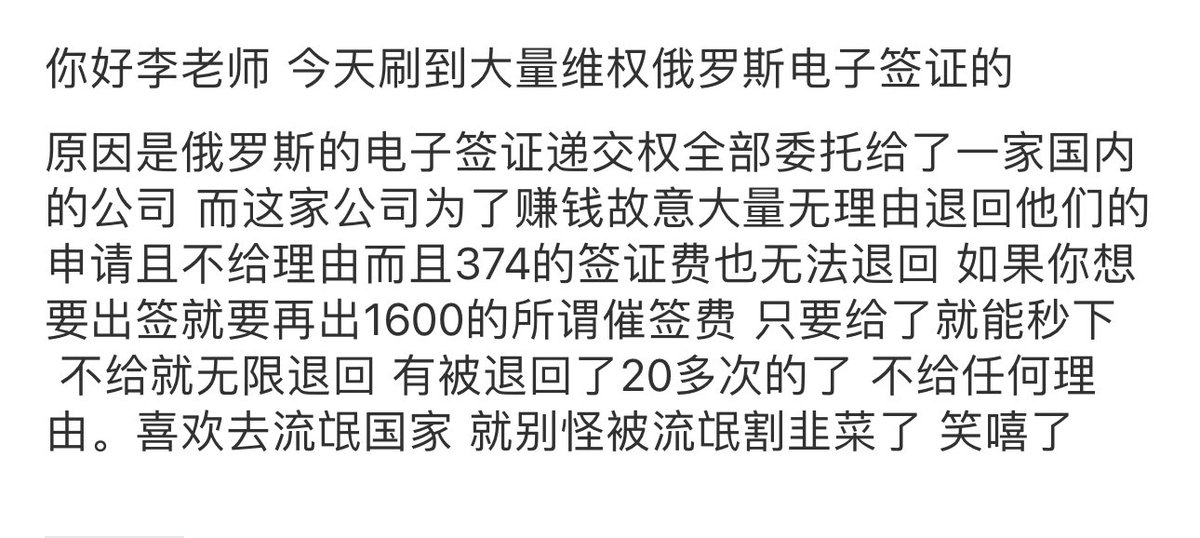 你好李老师 今天刷到大量维权俄罗斯电子签证的
原因是俄罗斯的电子签证递交权全部委托给了一家国内
的公司 而这家公司为了赚钱故意大量无理由退回他们的
申请且不给理由而且374的签证费也无法退回 如果你想
要出签就要再出1600的所谓催签费 只要给了就能秒下
不给就无限退回 有被退回了20多次的了 不给任何理
由。喜欢去流氓国家 就别怪被流氓割韭菜了 笑嘻了